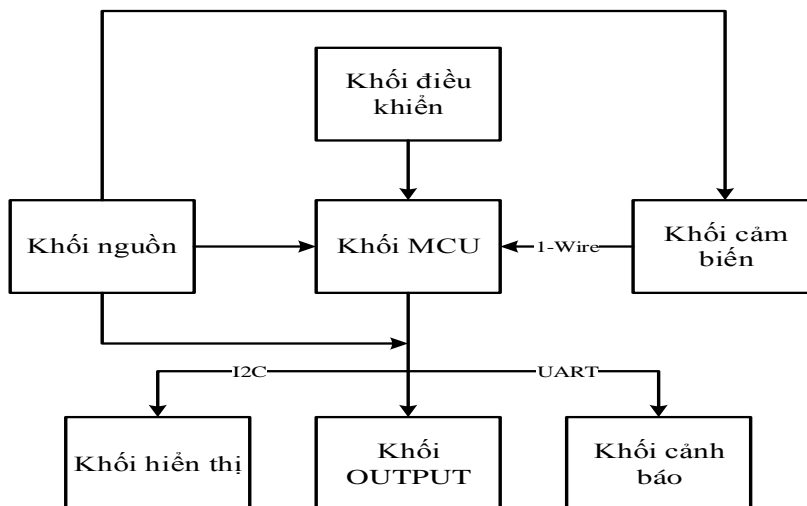 Khối điều
khiển
Khối nguồn
Khối MCU
1-Wire
Khối cảm
biến
I2C
UART
Khối hiển thị
Khối
OUTPUT
Khối cảnh
báo